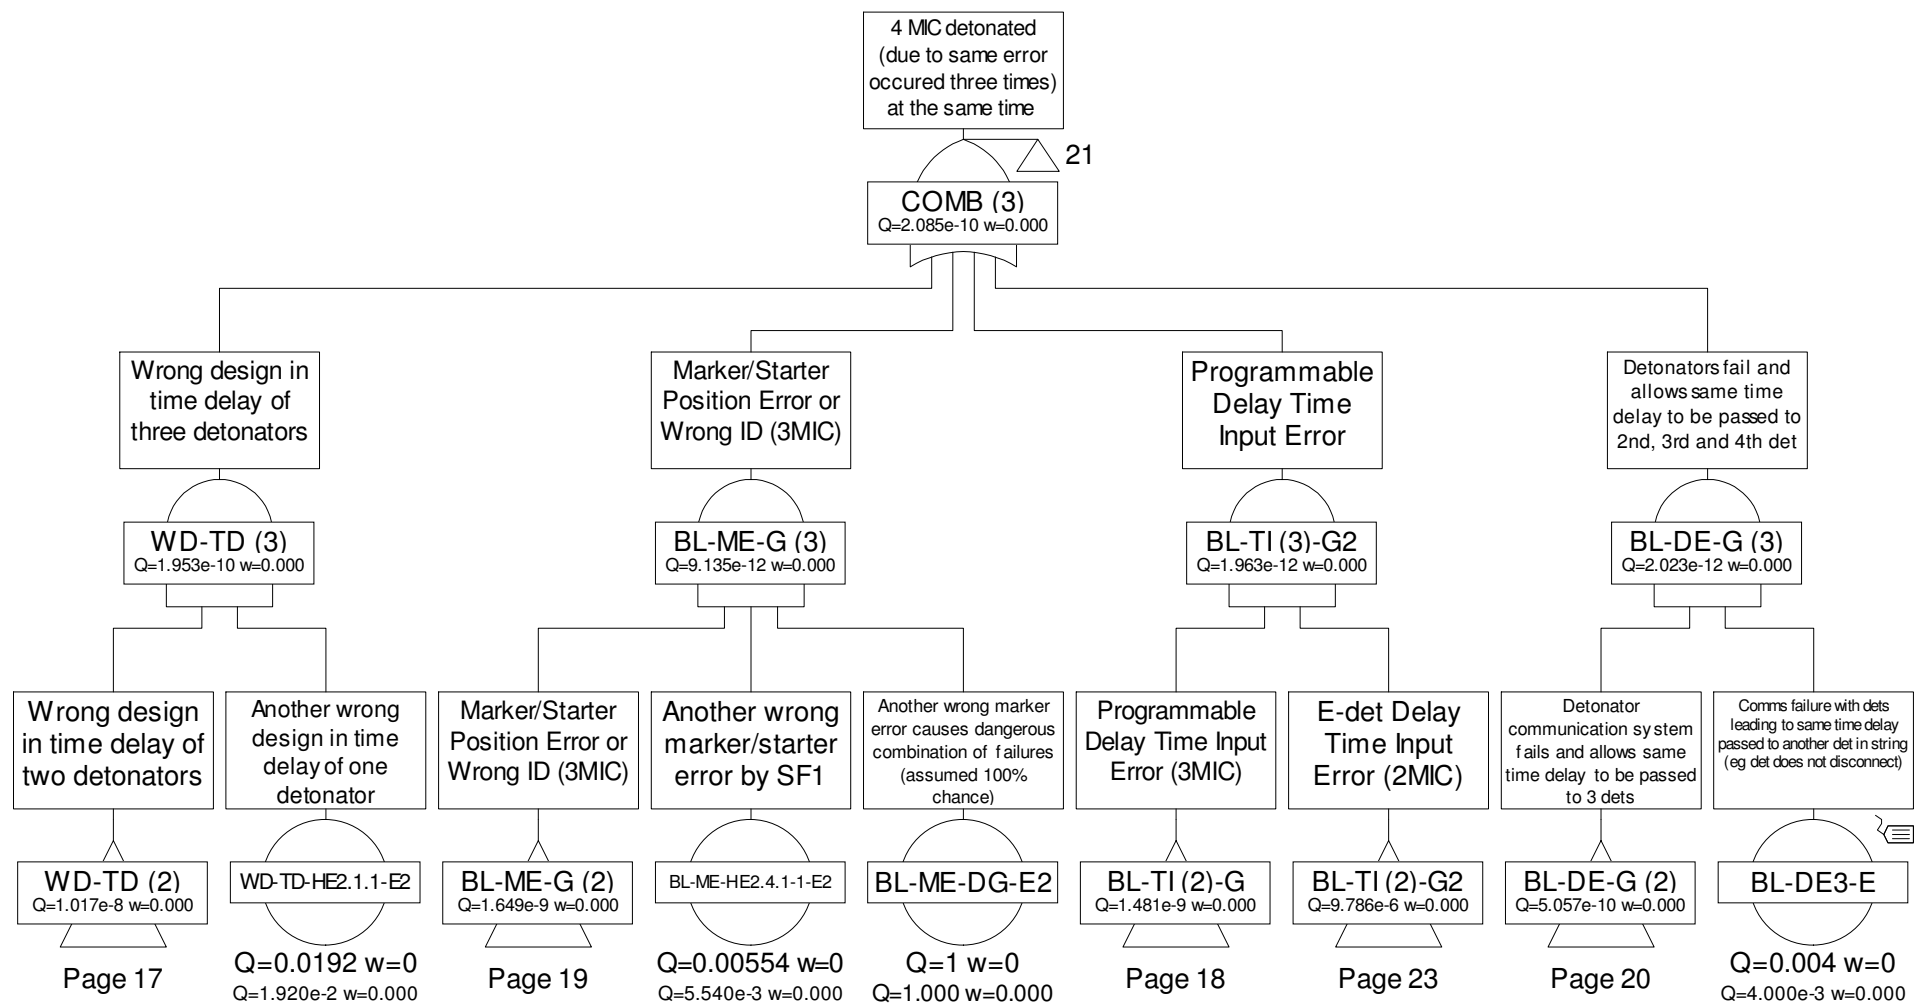 4 MIC detonated
(due to same error
occured three times)
at the same time
21
COMB (3)
Q=2.085e-10 w=0.000
Wrong design in
time delay of
three detonators
WD-TD (3)
Q=1.953e-10 w=0.000
Marker/Starter
Position Error or
Wrong ID (3MIC)
BL-ME-G (3)
Q=9.135e-12 w=0.000
Programmable
Delay Time
Input Error
BL-TI (3)-G2
Q=1.963e-12 w=0.000
Detonators fail and
allows same time
delay to be passed to
2nd, 3rd and 4th det
BL-DE-G (3)
Q=2.023e-12 w=0.000
Wrong design
in time delay of
two detonators
WD-TD (2)
Q=1.017e-8 w=0.000
Page 17
Another wrong
design in time
delay of one
detonator
WD-TD-HE2.1.1-E2
Q=0.0192 w=0
Q=1.920e-2 w=0.000
Marker/Starter
Position Error or
Wrong ID (3MIC)
BL-ME-G (2)
Q=1.649e-9 w=0.000
Page 19
Another wrong
marker/starter
error by SF1
BL-ME-HE2.4.1-1-E2
Q=0.00554 w=0
Q=5.540e-3 w=0.000
Another wrong marker
error causes dangerous
combination of failures
(assumed 100%
chance)
BL-ME-DG-E2
Q=1 w=0
Q=1.000 w=0.000
Programmable
Delay Time Input
Error (3MIC)
BL-TI (2)-G
Q=1.481e-9 w=0.000
Page 18
E-det Delay
Time Input
Error (2MIC)
BL-TI (2)-G2
Q=9.786e-6 w=0.000
Page 23
Detonator
communication system
fails and allows same
time delay to be passed
to 3 dets
BL-DE-G (2)
Q=5.057e-10 w=0.000
Page 20
Comms failure with dets
leading to same time delay
passed to another det in string
(eg det does not disconnect)
BL-DE3-E
Q=0.004 w=0
Q=4.000e-3 w=0.000